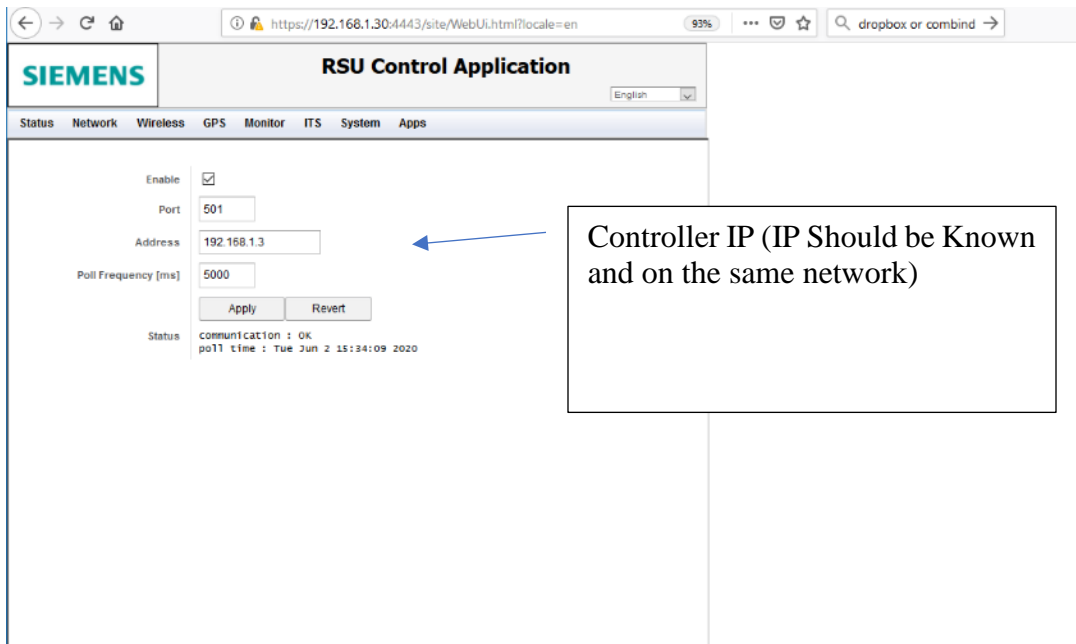 https://192.168.1.30:4443/site/WebUi.html?locale=en
93%
dropbox or combind
SIEMENS
RSU Control Application
English
Status Network Wireless GPS Monitor ITS System Apps
Enable
Port 501
Address 192.168.1.3
Poll Frequency [ms] 5000
Apply Revert
Status communication : OK
poll time : Tue Jun 2 15:34:09 2020
Controller IP (IP Should be Known
and on the same network)